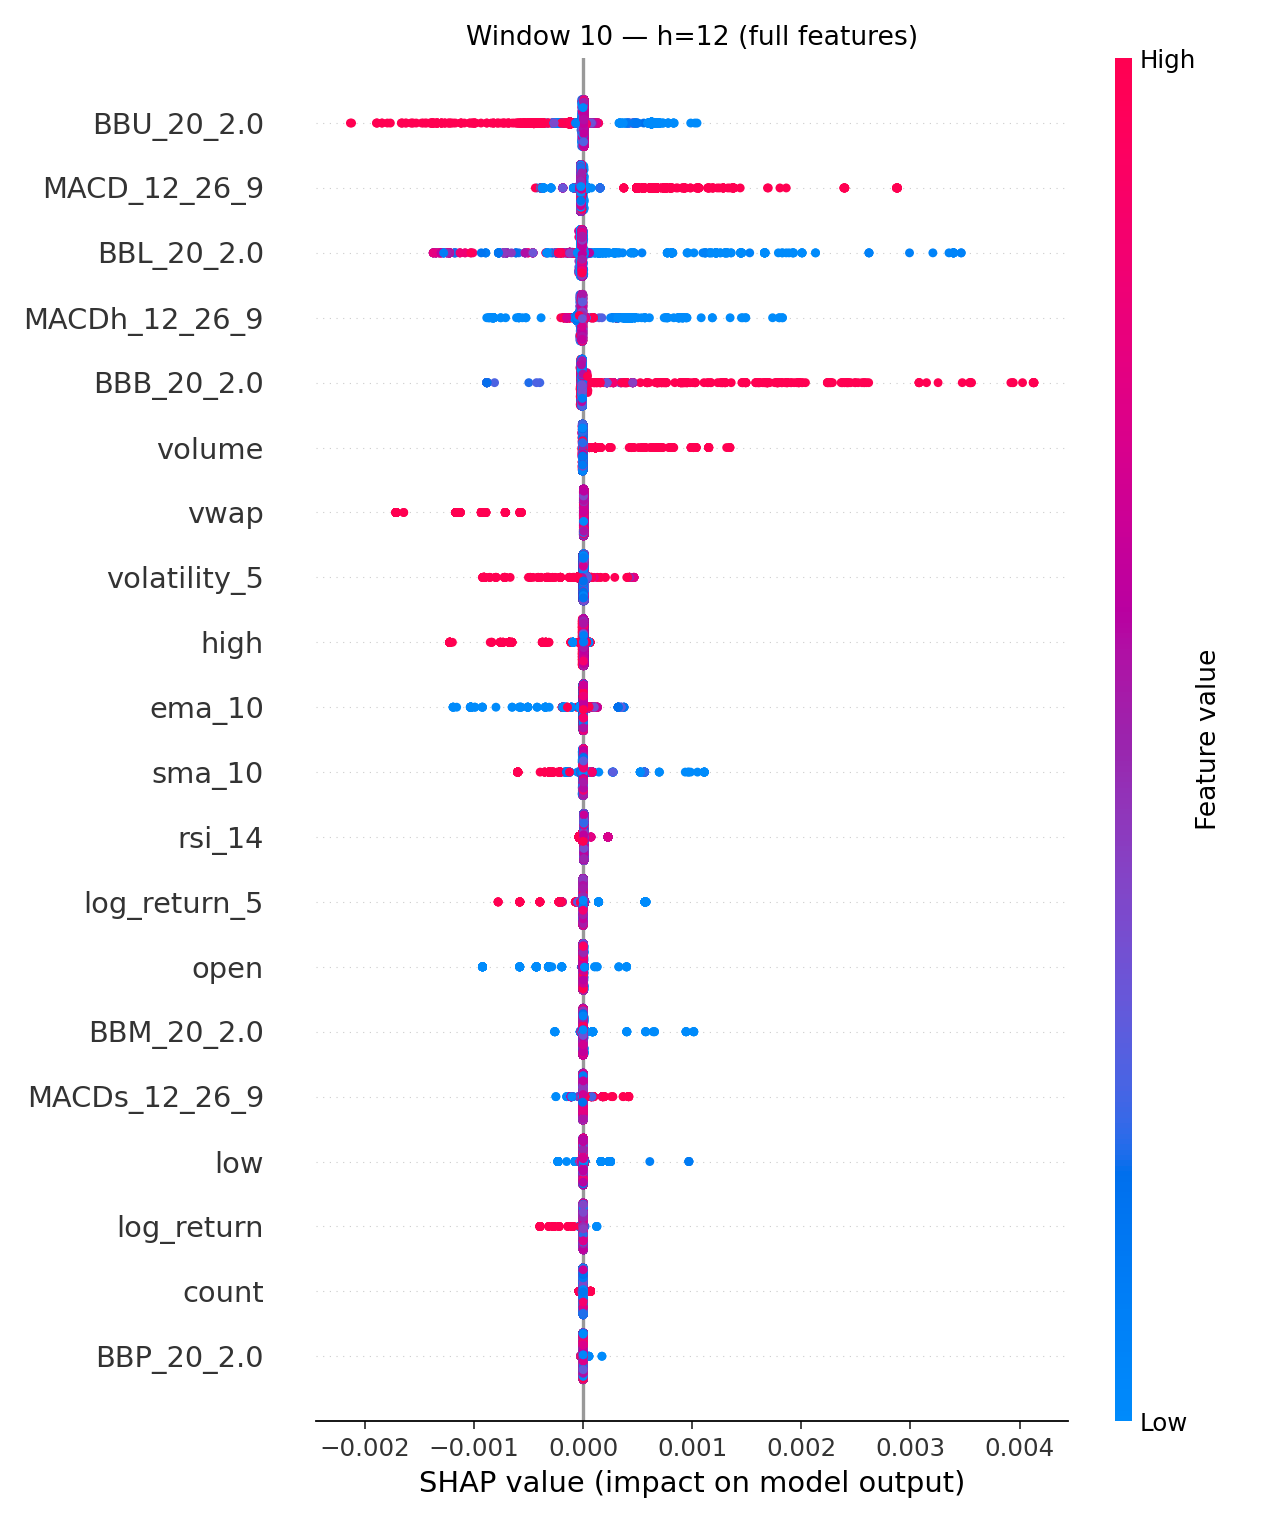 Window 10 — h=12 (full features)
High
BBU_20_2.0
MACD_12_26_9
BBL_20_2.0
MACDh_12_26_9
BBB_20_2.0
volume
vwap
volatility_5
high
ema_10
sma_10
rsi_14
log_return_5
open
BBM_20_2.0
MACDs_12_26_9
low
log_return
count
BBP_20_2.0
Feature value
Low
−0.002 −0.001 0.000 0.001 0.002 0.003 0.004
SHAP value (impact on model output)